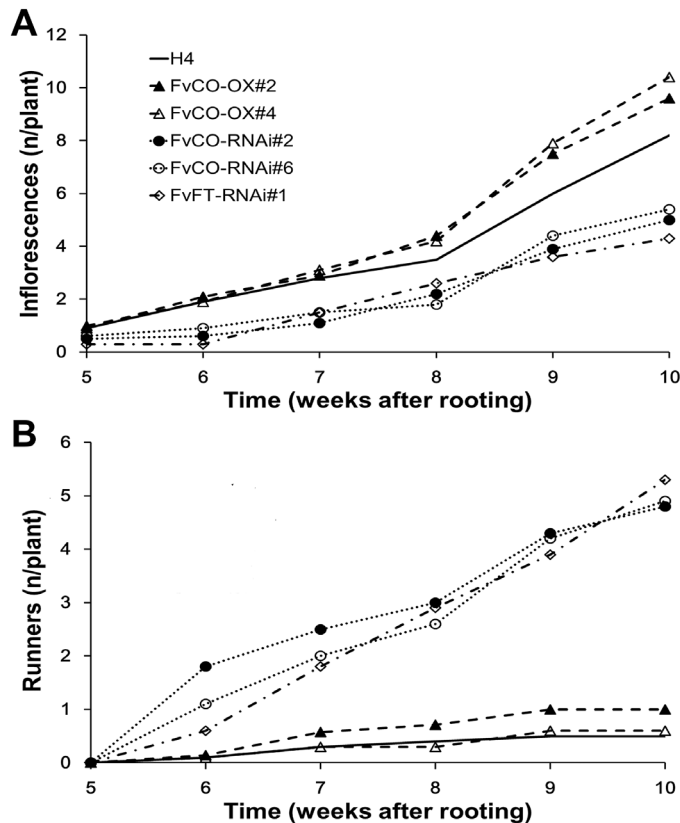 A
Inflorescences (n/plant)
12
10
8
6
4
2
0
H4
FvCO-OX#2
FvCO-OX#4
FvCO-RNAi#2
FvCO-RNAi#6
FvFT-RNAi#1
5 6 7 8 9 10
Time (weeks after rooting)
B
Runners (n/plant)
6
5
4
3
2
1
0
5 6 7 8 9 10
Time (weeks after rooting)